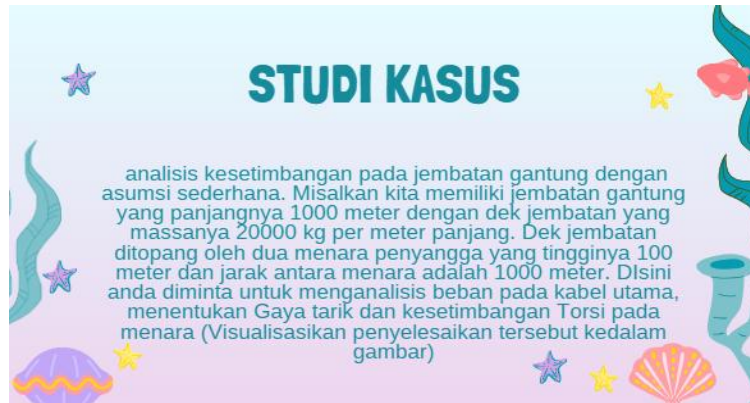 STUDI KASUS
analisis kesetimbangan pada jembatan gantung dengan
asumsi sederhana. Misalkan kita memiliki jembatan gantung
yang panjangnya 1000 meter dengan dek jembatan yang
massanya 20000 kg per meter panjang. Dek jembatan
ditopang oleh dua menara penyangga yang tingginya 100
meter dan jarak antara menara adalah 1000 meter. DIsini
anda diminta untuk menganalisis beban pada kabel utama,
menentukan Gaya tarik dan kesetimbangan Torsi pada
menara (Visualisasikan penyelesaikan tersebut kedalam
gambar)